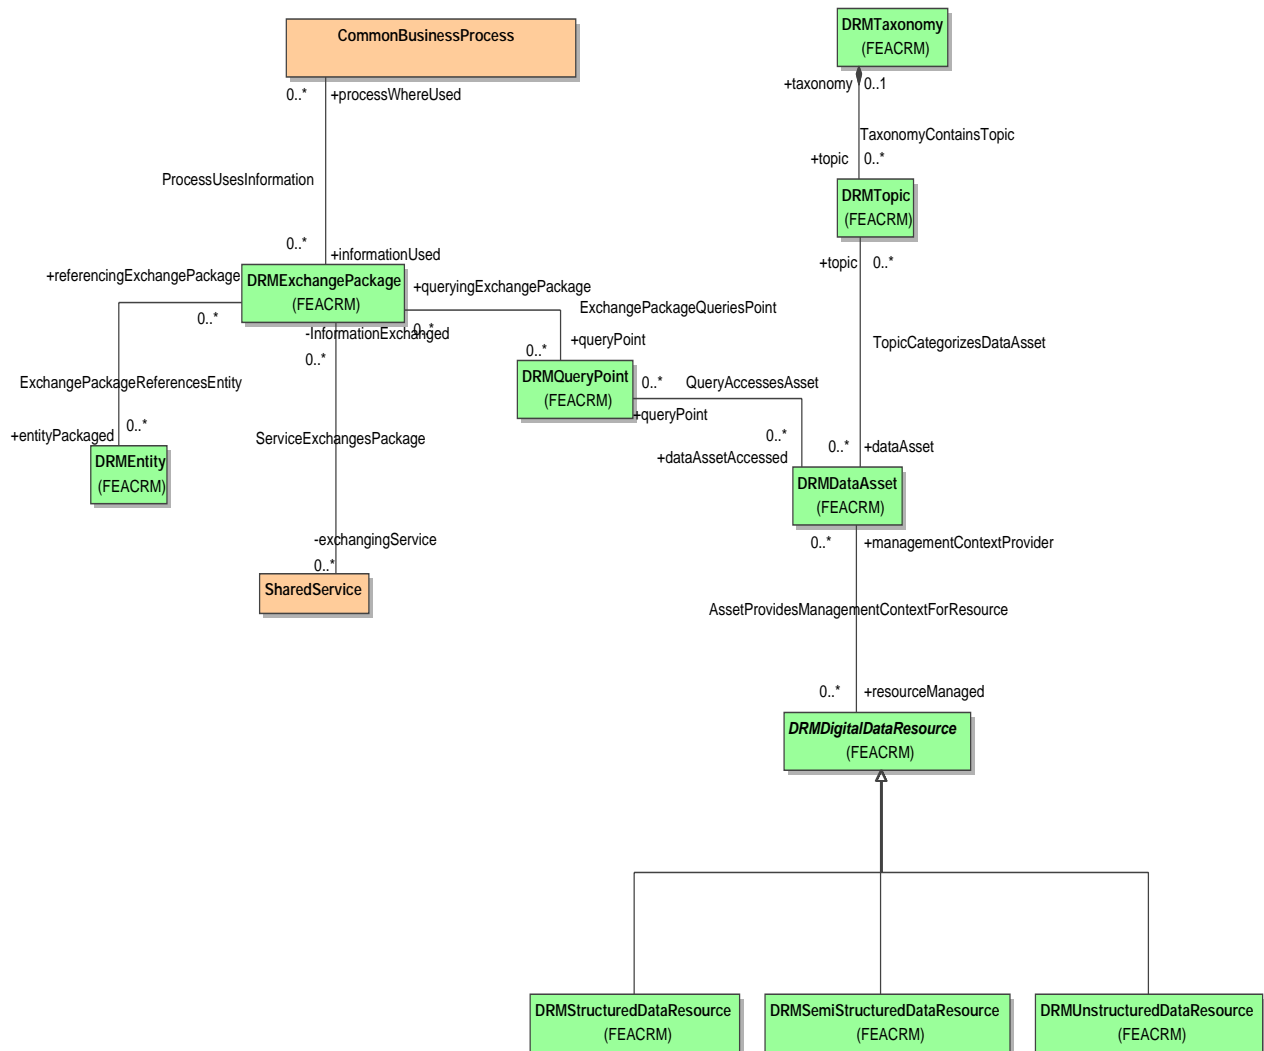 CommonBusinessProcess
DRMTaxonomy
(FEACRM)
0..*
+processWhereUsed
+taxonomy
0..1
TaxonomyContainsTopic
+topic
0..*
ProcessUsesInformation
DRMTopic
(FEACRM)
0..*
+informationUsed
+topic
0..*
+referencingExchangePackage
DRMExchangePackage
(FEACRM)
+queryingExchangePackage
ExchangePackageQueriesPoint
0..*
-InformationExchanged
0..*
0..*
0..*
+queryPoint
TopicCategorizesDataAsset
ExchangePackageReferencesEntity
DRMQueryPoint
(FEACRM)
0..*
QueryAccessesAsset
+queryPoint
0..*
+entityPackaged
ServiceExchangesPackage
0..*
+dataAssetAccessed
0..*
+dataAsset
DRMEntity
(FEACRM)
DRMDataAsset
(FEACRM)
-exchangingService
0..*
0..*
+managementContextProvider
SharedService
AssetProvidesManagementContextForResource
0..*
+resourceManaged
DRMDigitalDataResource
(FEACRM)
DRMStructuredDataResource
(FEACRM)
DRMSemiStructuredDataResource
(FEACRM)
DRMUnstructuredDataResource
(FEACRM)